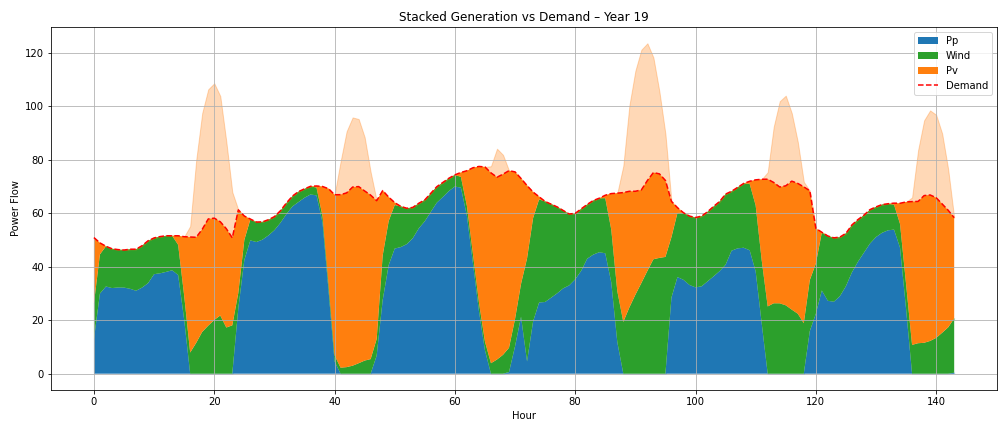 Stacked Generation vs Demand – Year 19
Pp
Wind
Pv
Demand
Power Flow
120
100
80
60
40
20
0
0 20 40 60 80 100 120 140
Hour